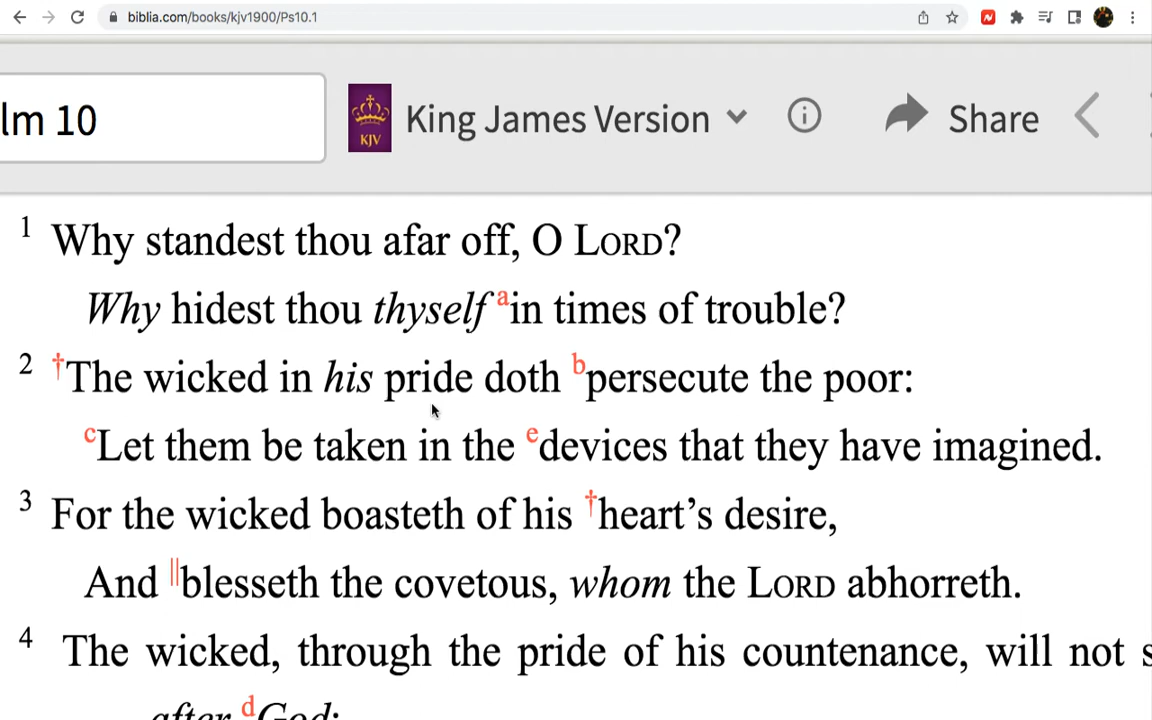 biblia.com/books/kjv1900/Ps10.1
lm 10
KJV
King James Version
Share
1 Why standest thou afar off, O LORD?
Why hidest thou thyself a in times of trouble?
2 †The wicked in his pride doth b persecute the poor:
c Let them be taken in the e devices that they have imagined.
3 For the wicked boasteth of his †heart’s desire,
And ||blesseth the covetous, whom the LORD abhorreth.
4 The wicked, through the pride of his countenance, will not s
after d God: